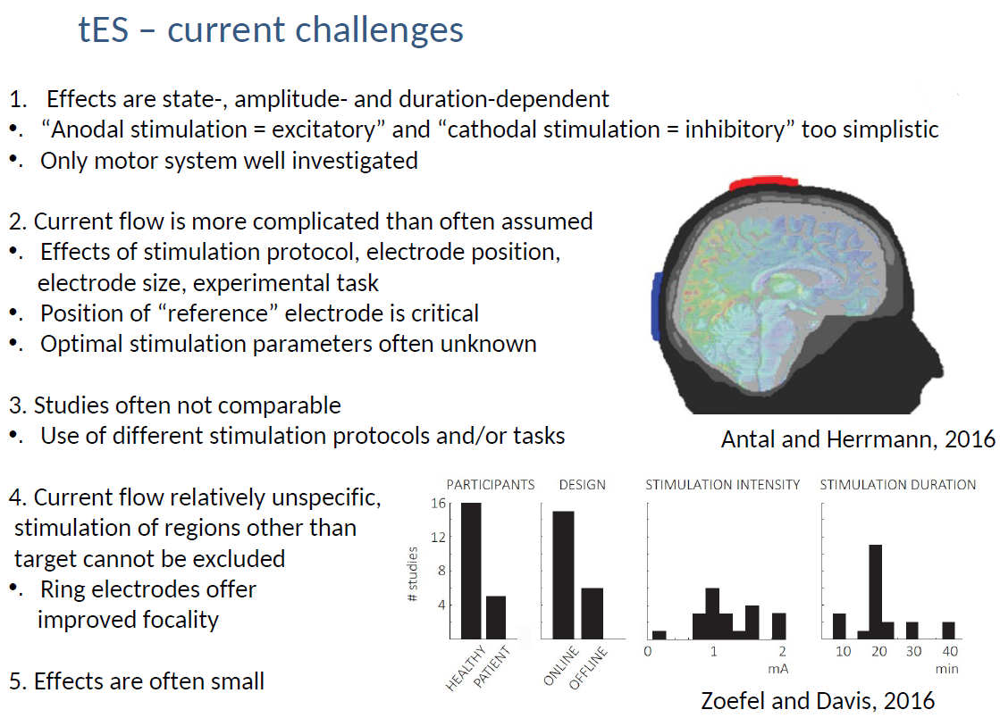 tES – current challenges
1. Effects are state-, amplitude- and duration-dependent
•. “Anodal stimulation = excitatory” and “cathodal stimulation = inhibitory” too simplistic
•. Only motor system well investigated
2. Current flow is more complicated than often assumed
•. Effects of stimulation protocol, electrode position,
electrode size, experimental task
•. Position of “reference” electrode is critical
•. Optimal stimulation parameters often unknown
3. Studies often not comparable
•. Use of different stimulation protocols and/or tasks
Antal and Herrmann, 2016
4. Current flow relatively unspecific,
stimulation of regions other than
target cannot be excluded
•. Ring electrodes offer
improved focality
5. Effects are often small
PARTICIPANTS DESIGN STIMULATION INTENSITY STIMULATION DURATION
# studies
16
12
8
4
HEALTHY
PATIENT
ONLINE
OFFLINE
0 1 2
mA
10 20 30 40
min
Zoefel and Davis, 2016